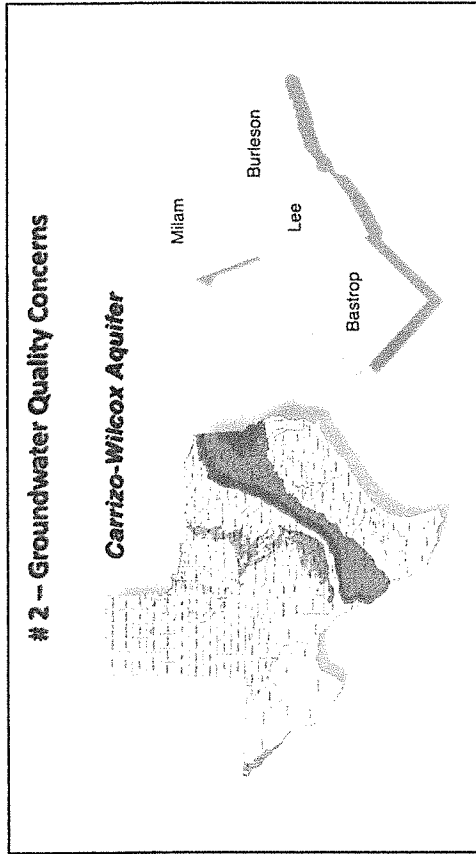 # 2 – Groundwater Quality Concerns
Carrizo-Wilcox Aquifer
Milam
Burleson
Lee
Bastrop